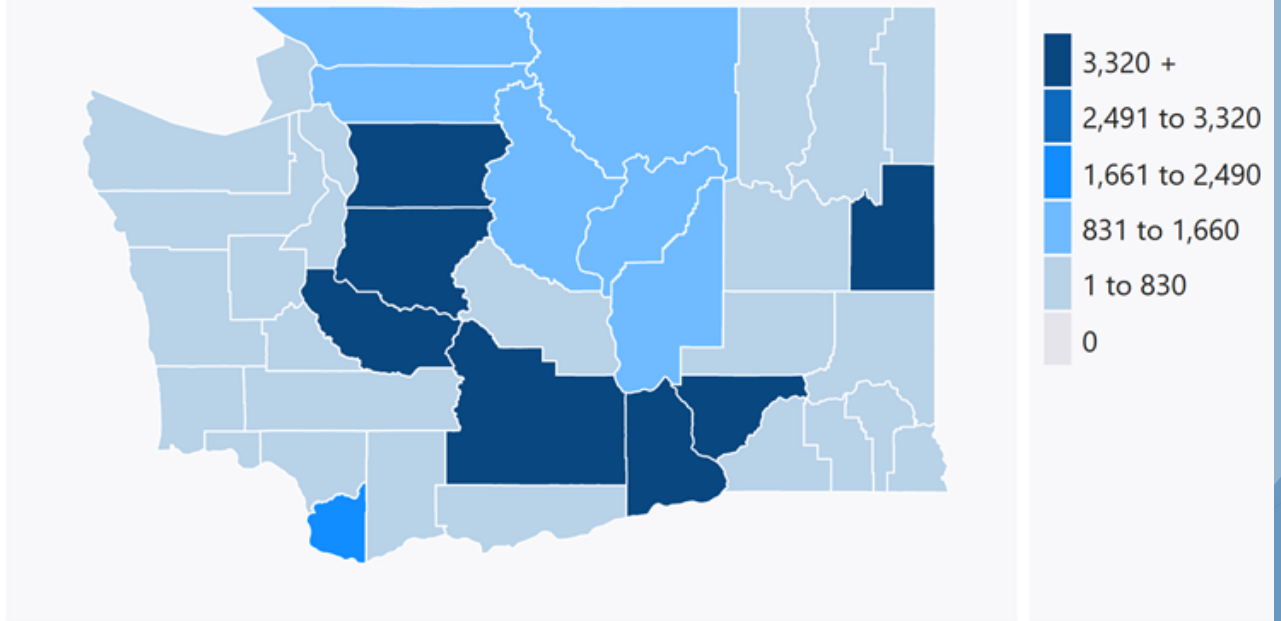 3,320 +
2,491 to 3,320
1,661 to 2,490
831 to 1,660
1 to 830
0